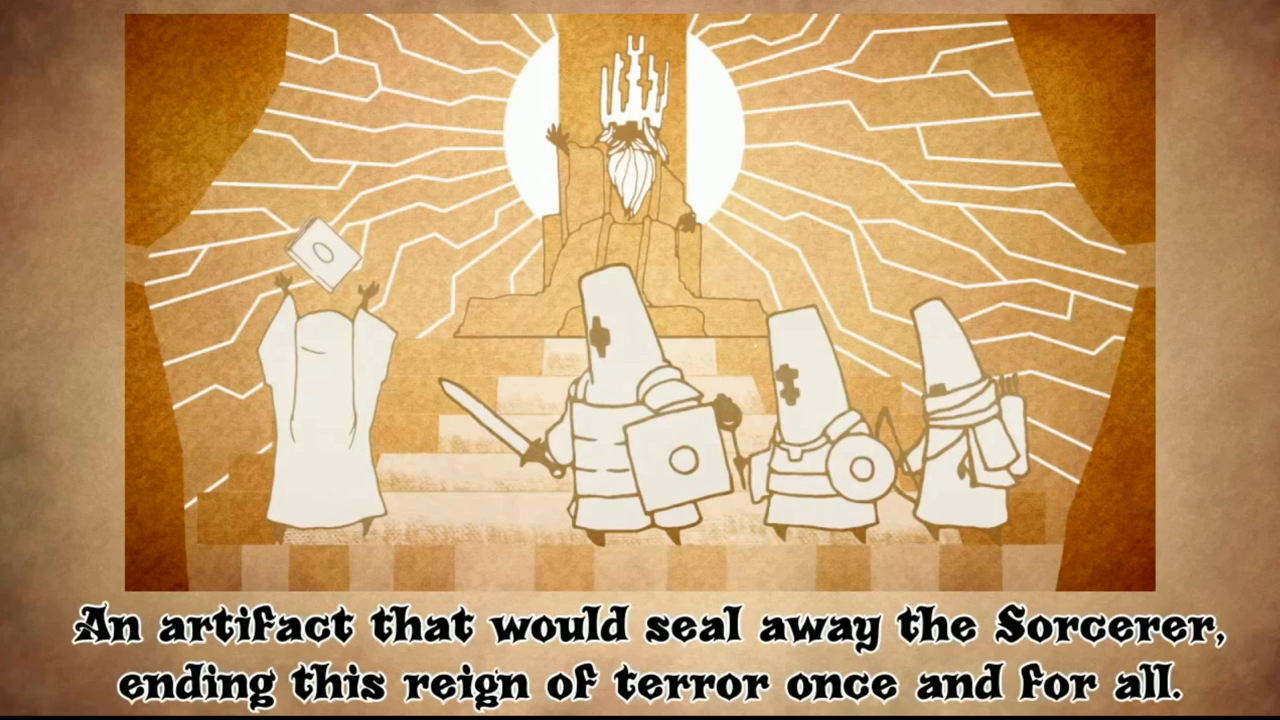 An artifact that would seal away the Sorcerer,
ending this reign of terror once and for all.